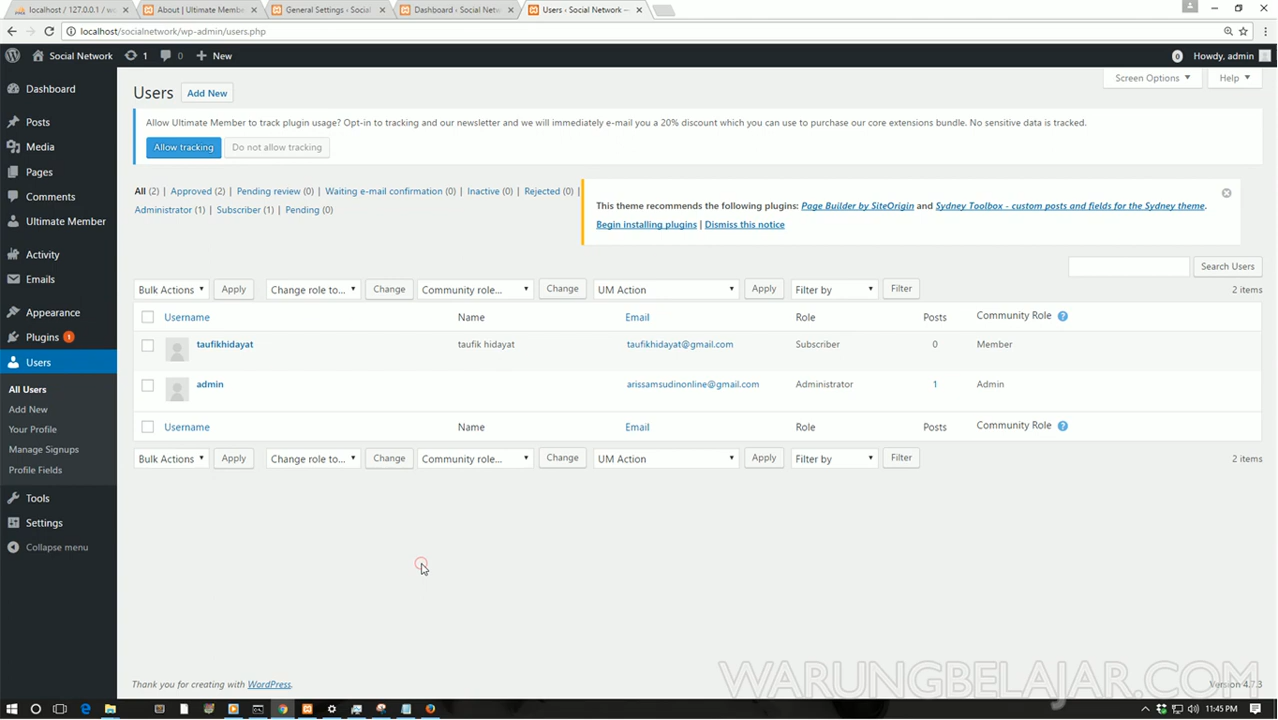 localhost / 127.0.0.1 / w
About | Ultimate Membe
General Settings ‹ Social
Dashboard ‹ Social Netw
Users ‹ Social Network —
localhost/socialnetwork/wp-admin/users.php
Social Network
1
0
New
0
Howdy, admin
Dashboard
Posts
Media
Pages
Comments
Ultimate Member
Activity
Emails
Appearance
Plugins 1
Users
All Users
Add New
Your Profile
Manage Signups
Profile Fields
Tools
Settings
Collapse menu
Screen Options
Help
Users
Add New
Allow Ultimate Member to track plugin usage? Opt-in to tracking and our newsletter and we will immediately e-mail you a 20% discount which you can use to purchase our core extensions bundle. No sensitive data is tracked.
Allow tracking
Do not allow tracking
All (2) | Approved (2) | Pending review (0) | Waiting e-mail confirmation (0) | Inactive (0) | Rejected (0) |
Administrator (1) | Subscriber (1) | Pending (0)
This theme recommends the following plugins: Page Builder by SiteOrigin and Sydney Toolbox - custom posts and fields for the Sydney theme.
Begin installing plugins | Dismiss this notice
Search Users
Bulk Actions Apply Change role to... Change Community role... Change UM Action Apply Filter by Filter 2 items
Username Name Email Role Posts Community Role ?
taufikhidayat taufik hidayat taufikhidayat@gmail.com Subscriber 0 Member
admin arissamsudinonline@gmail.com Administrator 1 Admin
Username Name Email Role Posts Community Role ?
Bulk Actions Apply Change role to... Change Community role... Change UM Action Apply Filter by Filter 2 items
Thank you for creating with WordPress.
Version 4.7.3
WARUNGBELAJAR.COM
11:45 PM